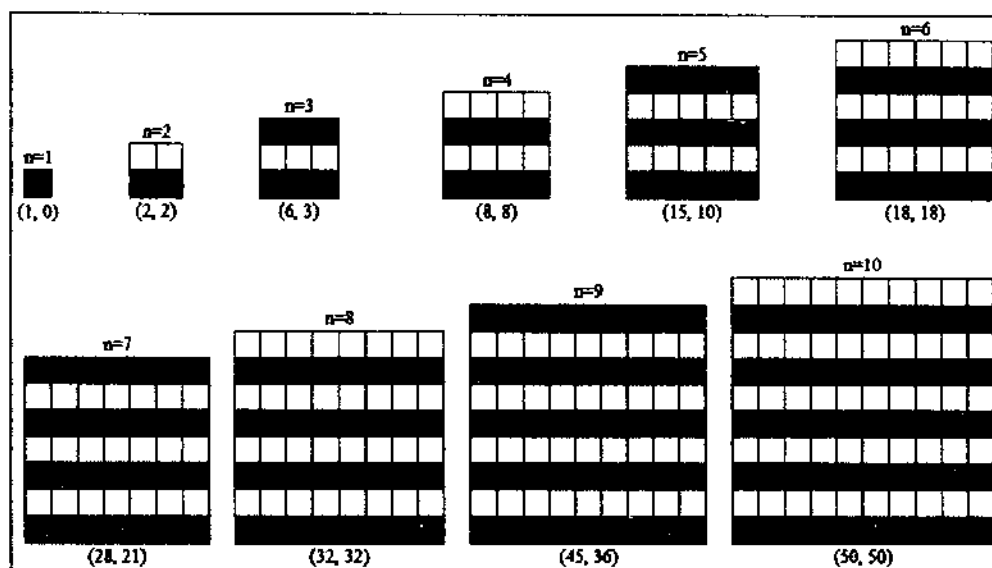 n=1 n=2 n=3 n=4 n=5 n=6
(1, 0) (2, 2) (6, 3) (8, 8) (15, 10) (18, 18)
n=7 n=8 n=9 n=10
(28, 21) (32, 32) (45, 36) (50, 50)